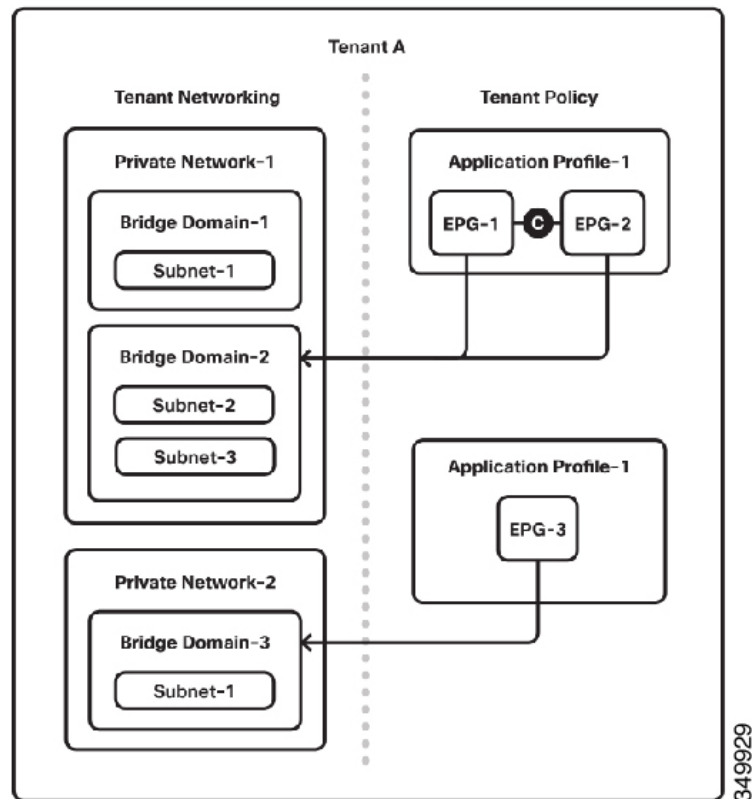 Tenant A
Tenant Networking
Private Network-1
Bridge Domain-1
Subnet-1
Bridge Domain-2
Subnet-2
Subnet-3
Private Network-2
Bridge Domain-3
Subnet-1
Tenant Policy
Application Profile-1
EPG-1
C
EPG-2
Application Profile-1
EPG-3
349929